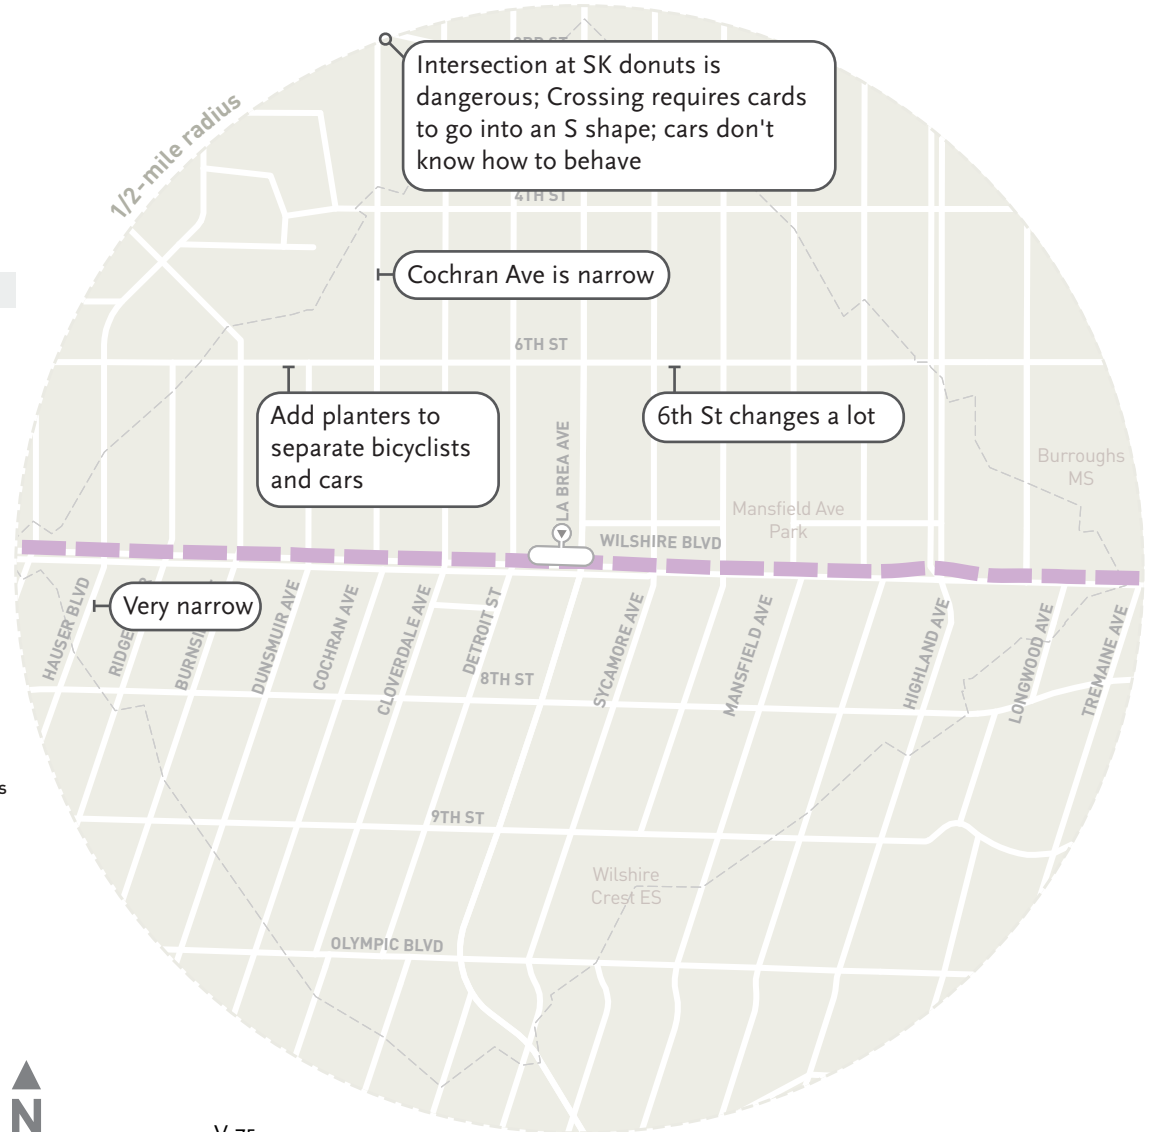 Intersection at SK donuts is
dangerous; Crossing requires cards
to go into an S shape; cars don't
know how to behave
1/2-mile radius
4TH ST
Cochran Ave is narrow
6TH ST
Add planters to
separate bicyclists
and cars
6th St changes a lot
LA BREA AVE
Burroughs
MS
Mansfield Ave
Park
WILSHIRE BLVD
Very narrow
HAUSER BLVD
DUNSMUIR AVE
COCHRAN AVE
CLOVERDALE AVE
DETROIT ST
SYCAMORE AVE
MANSFIELD AVE
HIGHLAND AVE
LONGWOOD AVE
TREMAINE AVE
8TH ST
s
9TH ST
Wilshire
Crest ES
OLYMPIC BLVD
N